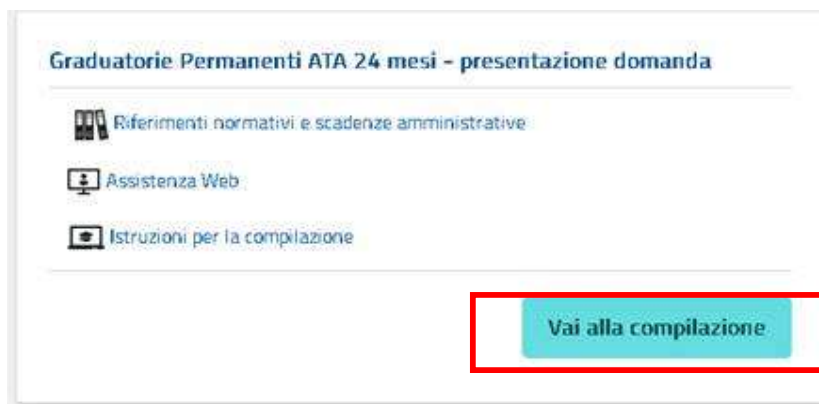 Graduatorie Permanenti ATA 24 mesi – presentazione domanda
Riferimenti normativi e scadenze amministrative
Assistenza Web
Istruzioni per la compilazione
Vai alla compilazione